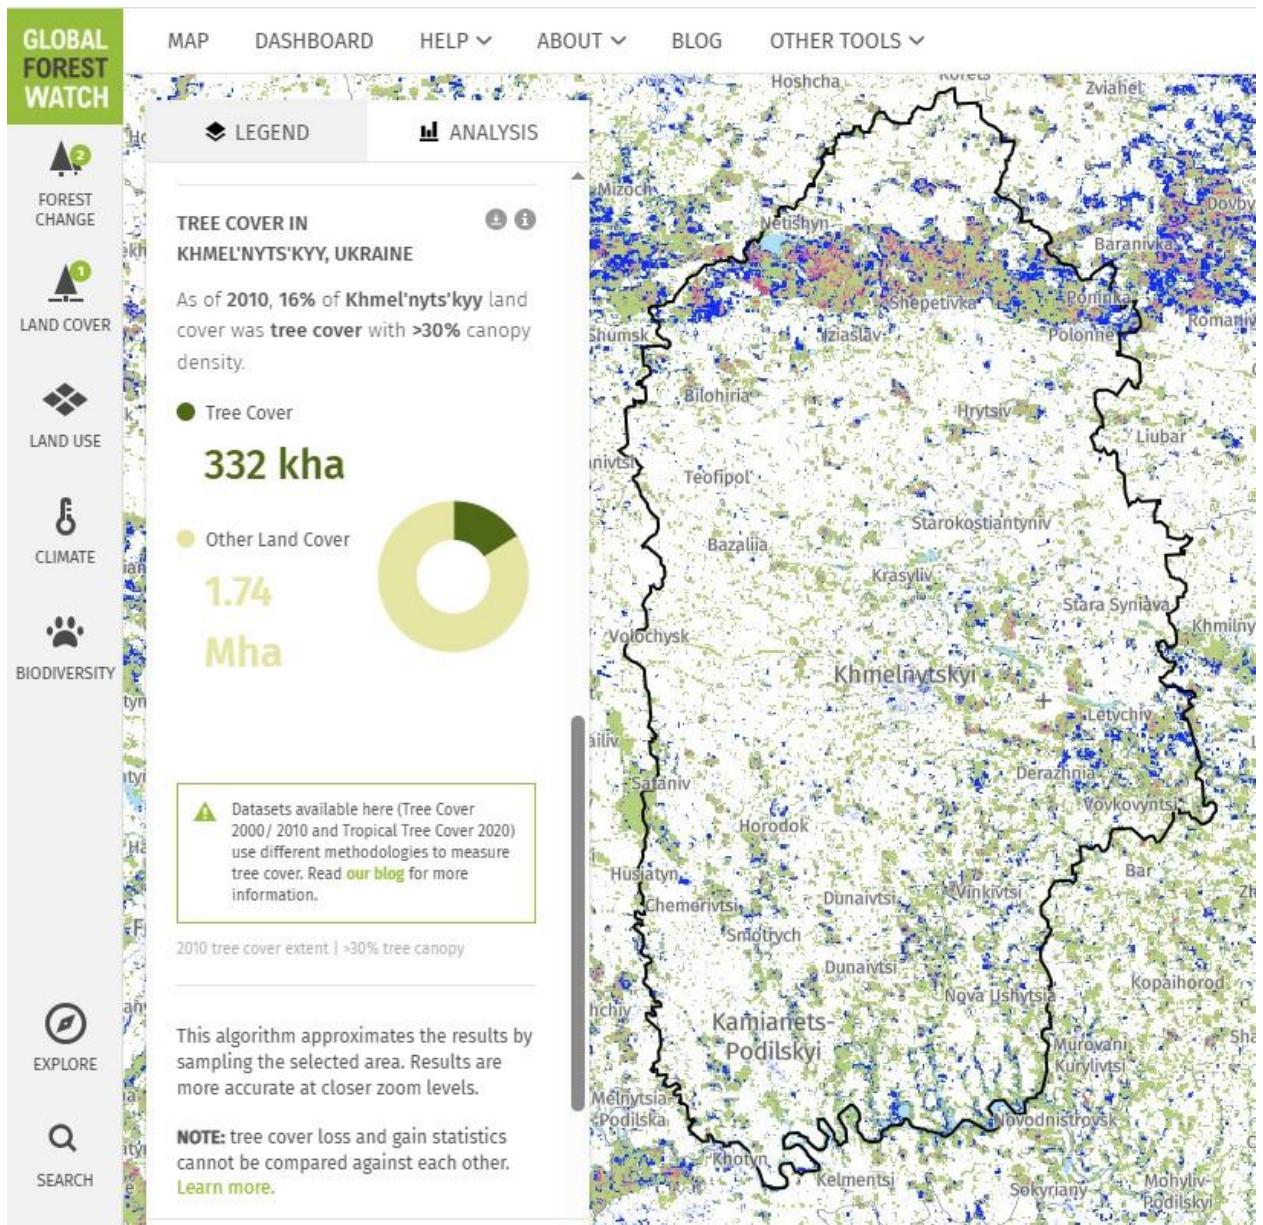 GLOBAL
FOREST
WATCH
MAP
DASHBOARD
HELP
ABOUT
BLOG
OTHER TOOLS
2
FOREST
CHANGE
1
LAND COVER
LAND USE
CLIMATE
BIODIVERSITY
EXPLORE
SEARCH
LEGEND
ANALYSIS
TREE COVER IN
KHMEL'NYTS'KYY, UKRAINE
As of 2010, 16% of Khmel'nyts'kyy land
cover was tree cover with >30% canopy
density.
Tree Cover
332 kha
Other Land Cover
1.74
Mha
Datasets available here (Tree Cover
2000/ 2010 and Tropical Tree Cover 2020)
use different methodologies to measure
tree cover. Read our blog for more
information.
2010 tree cover extent | >30% tree canopy
This algorithm approximates the results by
sampling the selected area. Results are
more accurate at closer zoom levels.
NOTE: tree cover loss and gain statistics
cannot be compared against each other.
Learn more.
Hoshcha
Korets
Zviahel
Mizoch
Netishyn
Baranivka
Shepetivka
Poninka
Shumsk
Iziaslav
Polonne
Bilohiria
Hrytsiv
Liubar
Teofipol
Starokostiantyniv
Bazaliia
Krasyliv
Stara Syniava
Volochysk
Khmelnytskyi
Letychiv
Sataniv
Derazhnia
Vovkovyntsi
Horodok
Husiatyn
Bar
Chemerivtsi
Dunaivtsi
Vinkivtsi
Smotrych
Dunaivtsi
Kopaihorod
Nova Ushytsia
Kamianets-
Podilskyi
Murovani
Kurylivtsi
Melnytsia-
Podilska
Novodnistrovsk
Khotyn
Kelmentsi
Sokyriany
Mohyliv-
Podilskyi